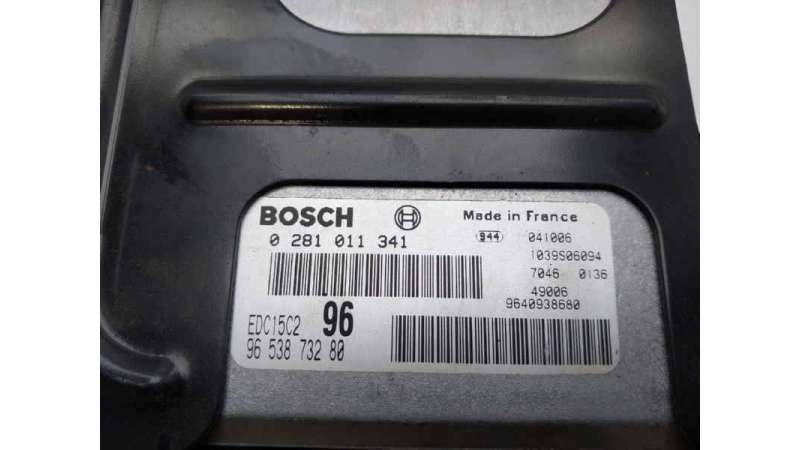 BOSCH
0 281 011 341
EDC15C2 96
96 538 732 80
Made in France
944 041006
1039S06094
7046 0136
49006
9640938680